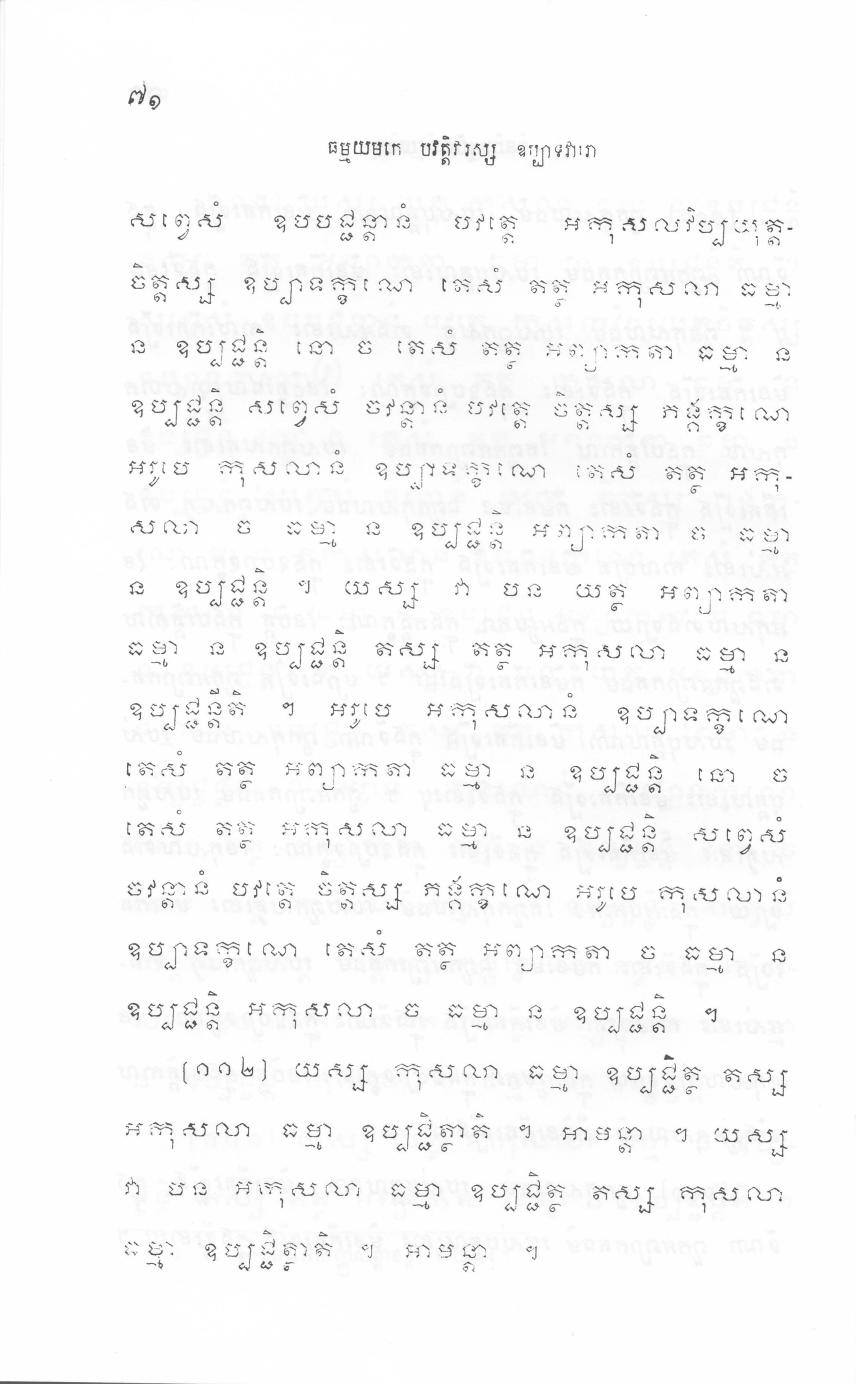 ៧១
ធម្មយមកេ បវត្តិវារស្ស ឧប្បាទវារោ
សព្វេសំ ឧបបជ្ជន្តានំ បវត្តេ អកុសលវិប្បយុត្ត-
ចិត្តស្ស ឧប្បាទក្ខណេ តេសំ តត្ថ អកុសលា ធម្មា
ន ឧប្បជ្ជន្តិ នោ ច តេសំ តត្ថ អព្យាកតា ធម្មា ន
ឧប្បជ្ជន្តិ សព្វេសំ ចវន្តានំ បវត្តេ ចិត្តស្ស ភង្គក្ខណេ
អរូបេ កុសលានំ ឧប្បាទក្ខណេ តេសំ តត្ថ អកុ-
សលា ច ធម្មា ន ឧប្បជ្ជន្តិ អព្យាកតា ច ធម្មា
ន ឧប្បជ្ជន្តិ ។ យស្ស វា បន យត្ថ អព្យាកតា
ធម្មា ន ឧប្បជ្ជន្តិ តស្ស តត្ថ អកុសលា ធម្មា ន
ឧប្បជ្ជន្តីតិ ។ អរូបេ អកុសលានំ ឧប្បាទក្ខណេ
តេសំ តត្ថ អព្យាកតា ធម្មា ន ឧប្បជ្ជន្តិ នោ ច
តេសំ តត្ថ អកុសលា ធម្មា ន ឧប្បជ្ជន្តិ សព្វេសំ
ចវន្តានំ បវត្តេ ចិត្តស្ស ភង្គក្ខណេ អរូបេ កុសលានំ
ឧប្បាទក្ខណេ តេសំ តត្ថ អព្យាកតា ច ធម្មា ន
ឧប្បជ្ជន្តិ អកុសលា ច ធម្មា ន ឧប្បជ្ជន្តិ ។
[១១២] យស្ស កុសលា ធម្មា ឧប្បជ្ជិត្ថ តស្ស
អកុសលា ធម្មា ឧប្បជ្ជិត្ថាតិ ។ អាមន្តា ។ យស្ស
វា បន អកុសលា ធម្មា ឧប្បជ្ជិត្ថ តស្ស កុសលា
ធម្មា ឧប្បជ្ជិត្ថាតិ ។ អាមន្តា ។